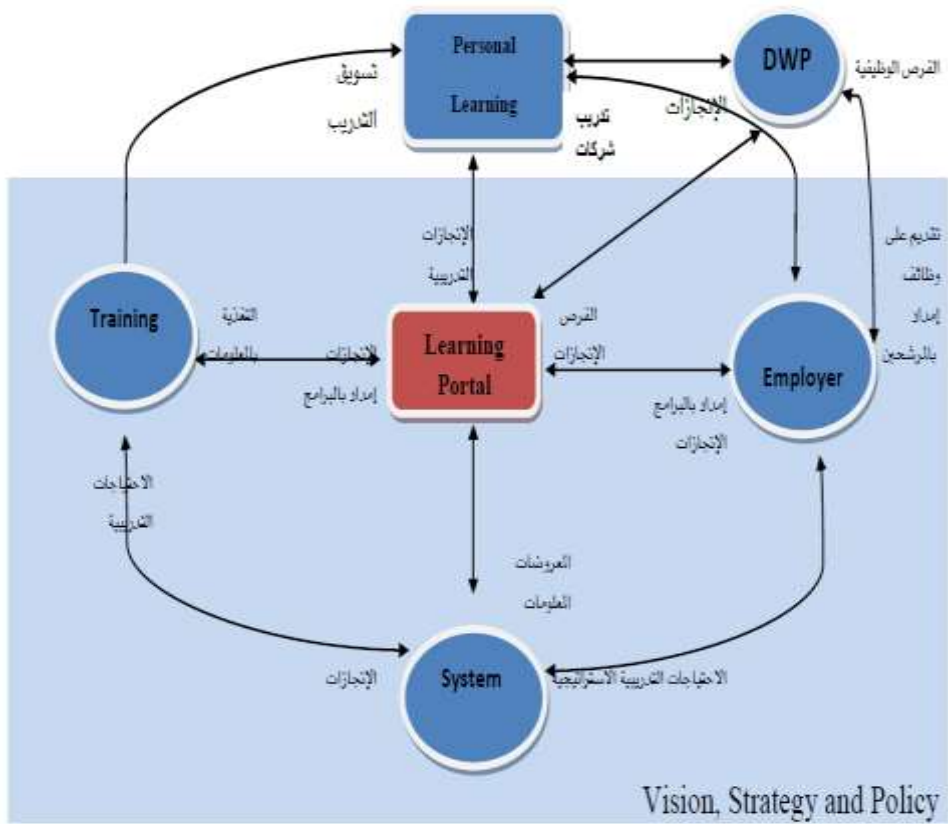 Personal
Learning
DWP
الفرص الوظيفية
تسويق
التدريب
تدريب
شركات
الإنجازات
الإنجازات
التدريبية
تقديم على
وظائف
إمداد
بالمرشحين
Training
التغذية
بالمعلومات
الإنجازات
إمداد بالبرامج
Learning
Portal
الفرص
الإنجازات
Employer
إمداد بالبرامج
الإنجازات
الاحتياجات
التدريبية
المعروضات
المعلومات
الإنجازات
System
الاحتياجات التدريبية الاستراتيجية
Vision, Strategy and Policy